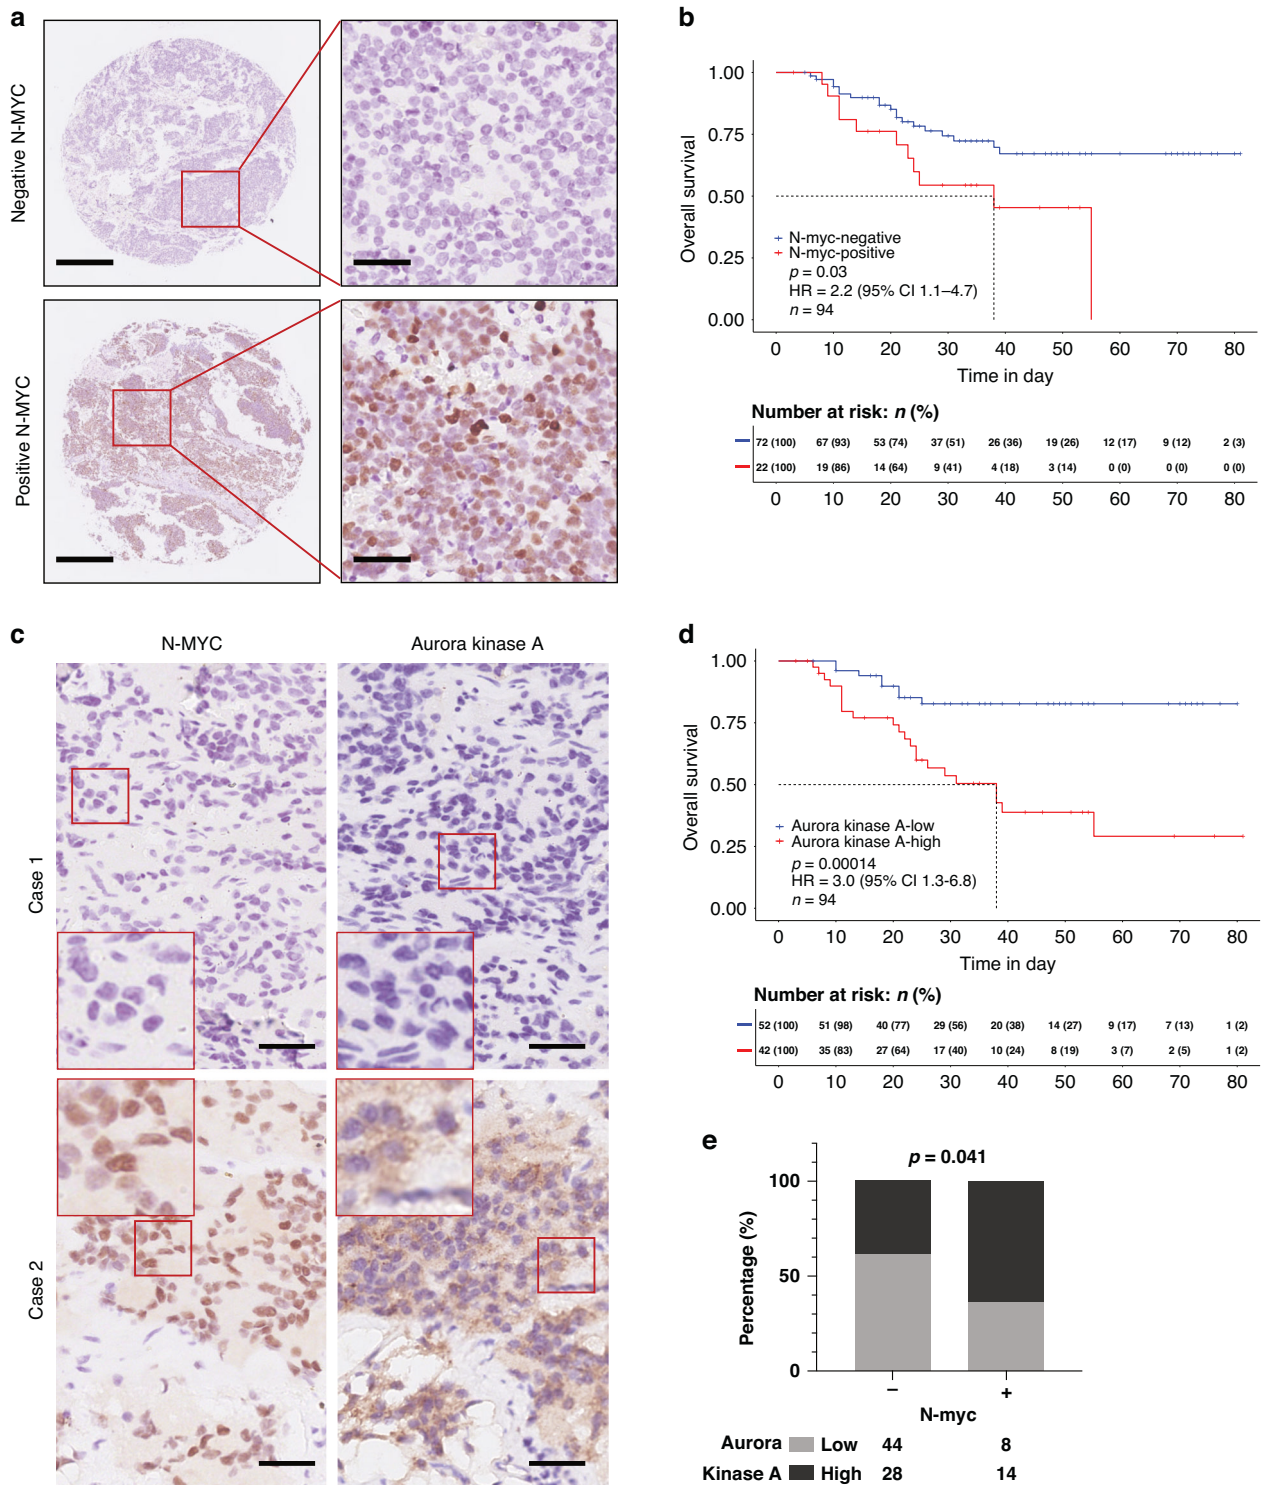 a
Negative N-MYC
Positive N-MYC
b
1.00
0.75
0.50
0.25
0.00
Overall survival
N-myc-negative
N-myc-positive
p = 0.03
HR = 2.2 (95% CI 1.1–4.7)
n = 94
0 10 20 30 40 50 60 70 80
Time in day
Number at risk: n (%)
72 (100) 67 (93) 53 (74) 37 (51) 26 (36) 19 (26) 12 (17) 9 (12) 2 (3)
22 (100) 19 (86) 14 (64) 9 (41) 4 (18) 3 (14) 0 (0) 0 (0) 0 (0)
0 10 20 30 40 50 60 70 80
c
N-MYC Aurora kinase A
Case 1
Case 2
d
1.00
0.75
0.50
0.25
0.00
Overall survival
Aurora kinase A-low
Aurora kinase A-high
p = 0.00014
HR = 3.0 (95% CI 1.3-6.8)
n = 94
0 10 20 30 40 50 60 70 80
Time in day
Number at risk: n (%)
52 (100) 51 (98) 40 (77) 29 (56) 20 (38) 14 (27) 9 (17) 7 (13) 1 (2)
42 (100) 35 (83) 27 (64) 17 (40) 10 (24) 8 (19) 3 (7) 2 (5) 1 (2)
0 10 20 30 40 50 60 70 80
e
p = 0.041
100
50
0
Percentage (%)
– +
N-myc
Aurora Low 44 8
Kinase A High 28 14